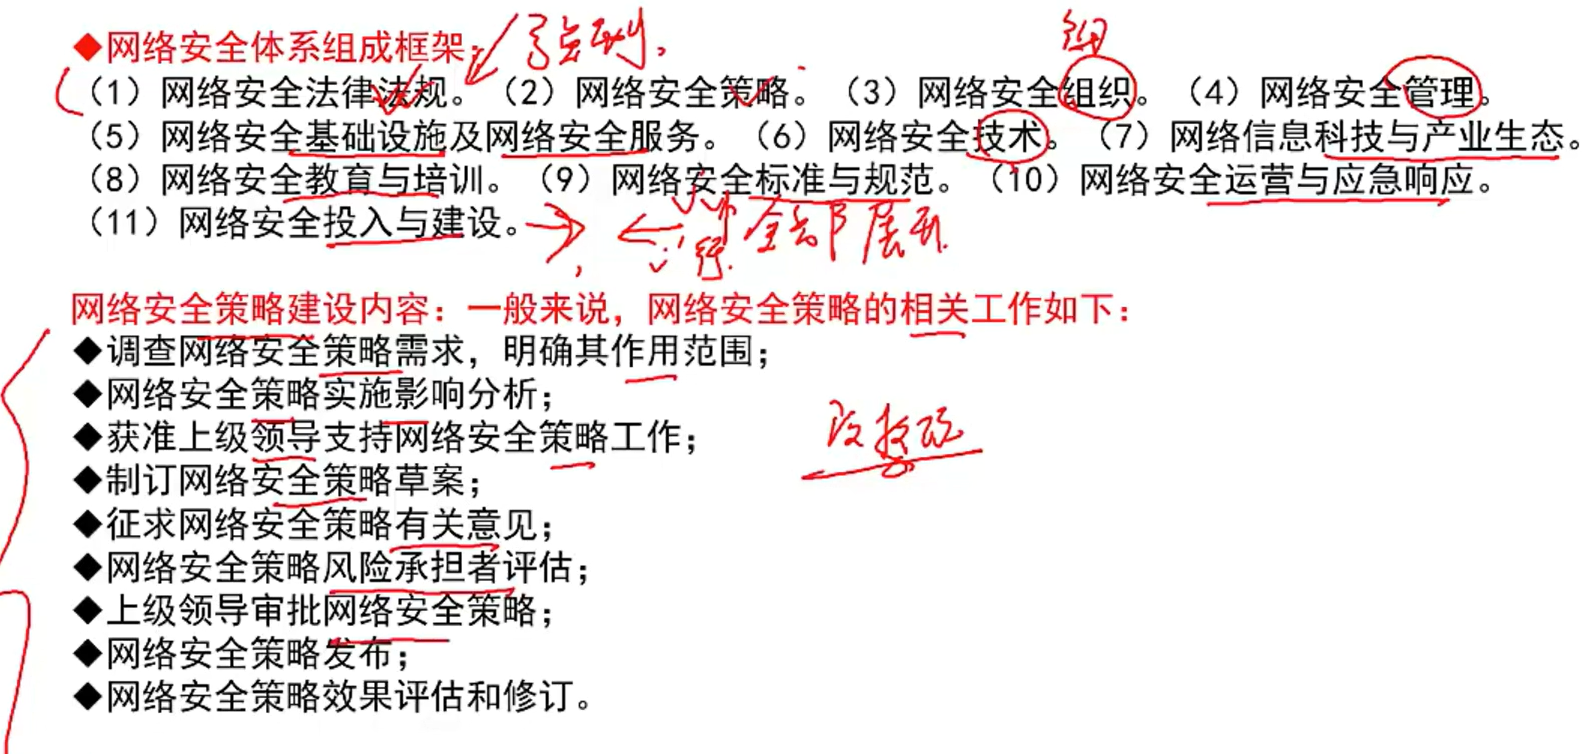 ◆网络安全体系组成框架：
（1）网络安全法律法规。（2）网络安全策略。（3）网络安全组织。（4）网络安全管理。
（5）网络安全基础设施及网络安全服务。（6）网络安全技术。（7）网络信息科技与产业生态。
（8）网络安全教育与培训。（9）网络安全标准与规范。（10）网络安全运营与应急响应。
（11）网络安全投入与建设。
全部展开
网络安全策略建设内容：一般来说，网络安全策略的相关工作如下：
◆调查网络安全策略需求，明确其作用范围；
◆网络安全策略实施影响分析；
◆获准上级领导支持网络安全策略工作；
◆制订网络安全策略草案；
◆征求网络安全策略有关意见；
◆网络安全策略风险承担者评估；
◆上级领导审批网络安全策略；
◆网络安全策略发布；
◆网络安全策略效果评估和修订。